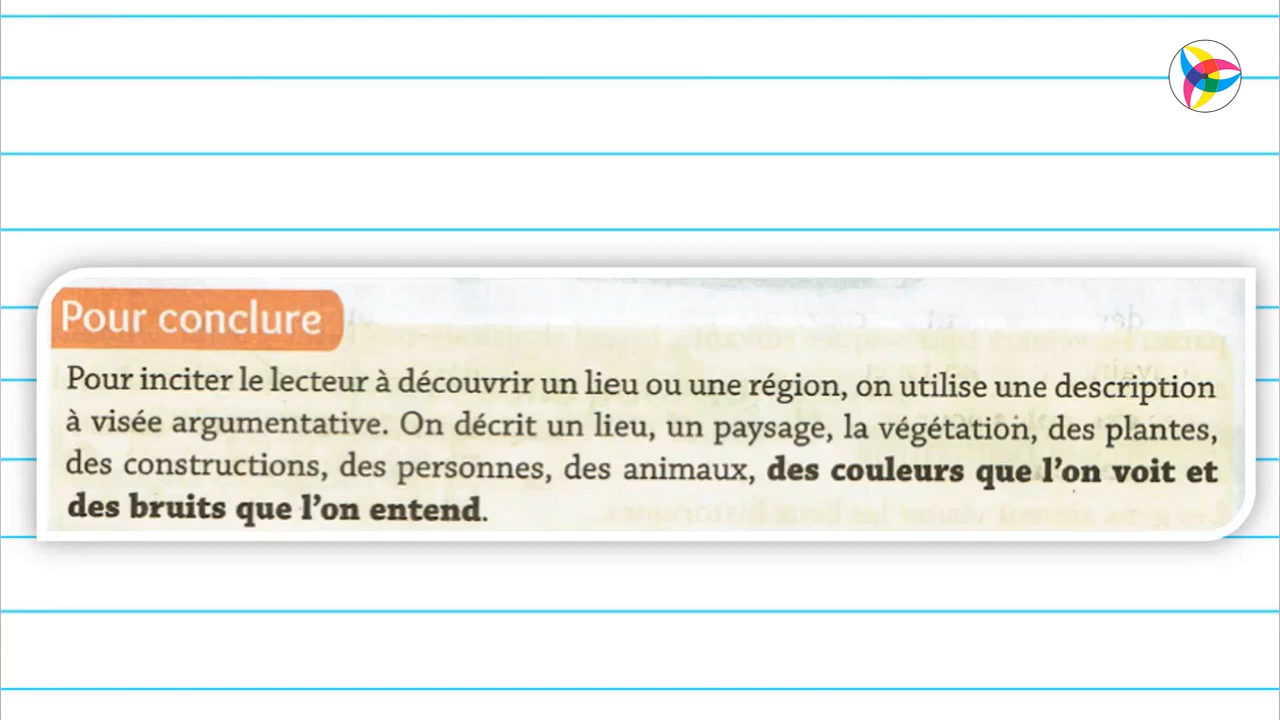 Pour conclure
Pour inciter le lecteur à découvrir un lieu ou une région, on utilise une description
à visée argumentative. On décrit un lieu, un paysage, la végétation, des plantes,
des constructions, des personnes, des animaux, des couleurs que l'on voit et
des bruits que l'on entend.